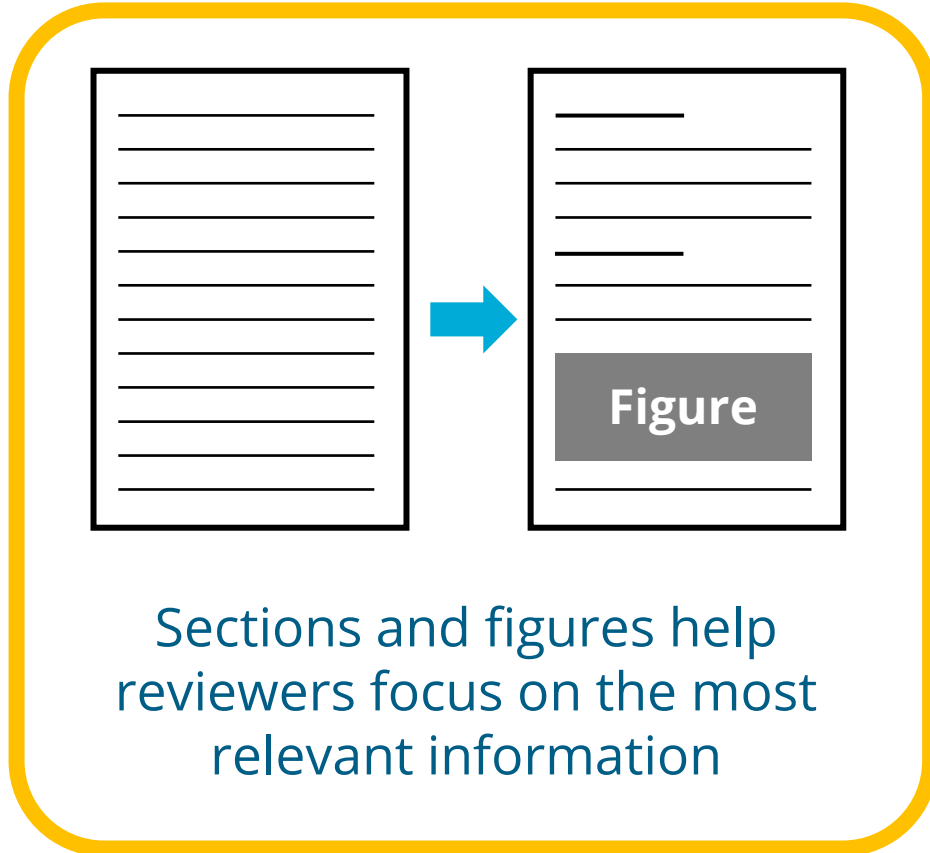 Figure
Sections and figures help
reviewers focus on the most
relevant information